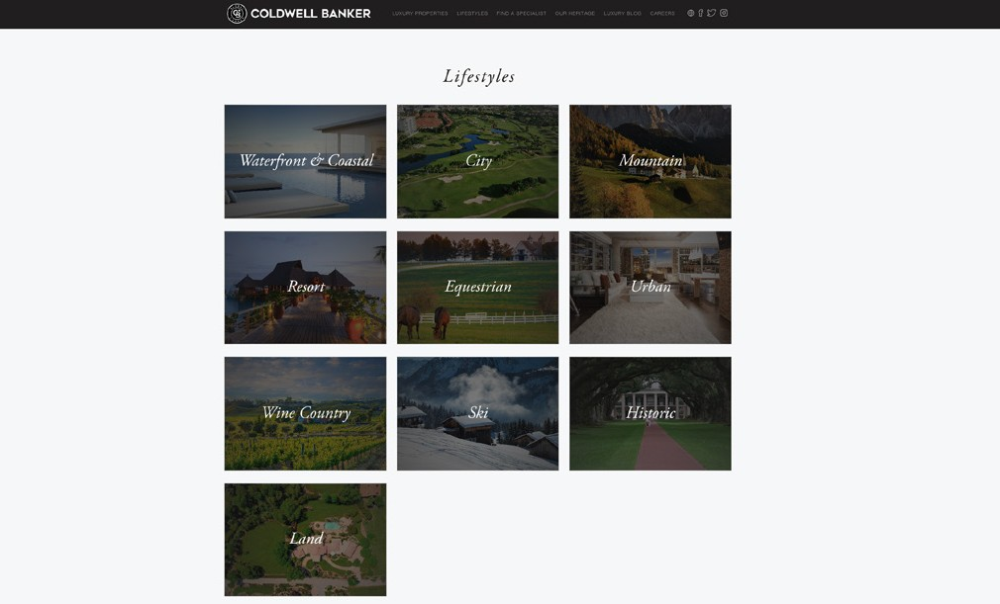 COLDWELL BANKER LUXURY PROPERTIES LIFESTYLES FIND A SPECIALIST OUR HERITAGE LUXURY BLOG CAREERS
Lifestyles
Waterfront & Coastal City Mountain
Resort Equestrian Urban
Wine Country Ski Historic
Land